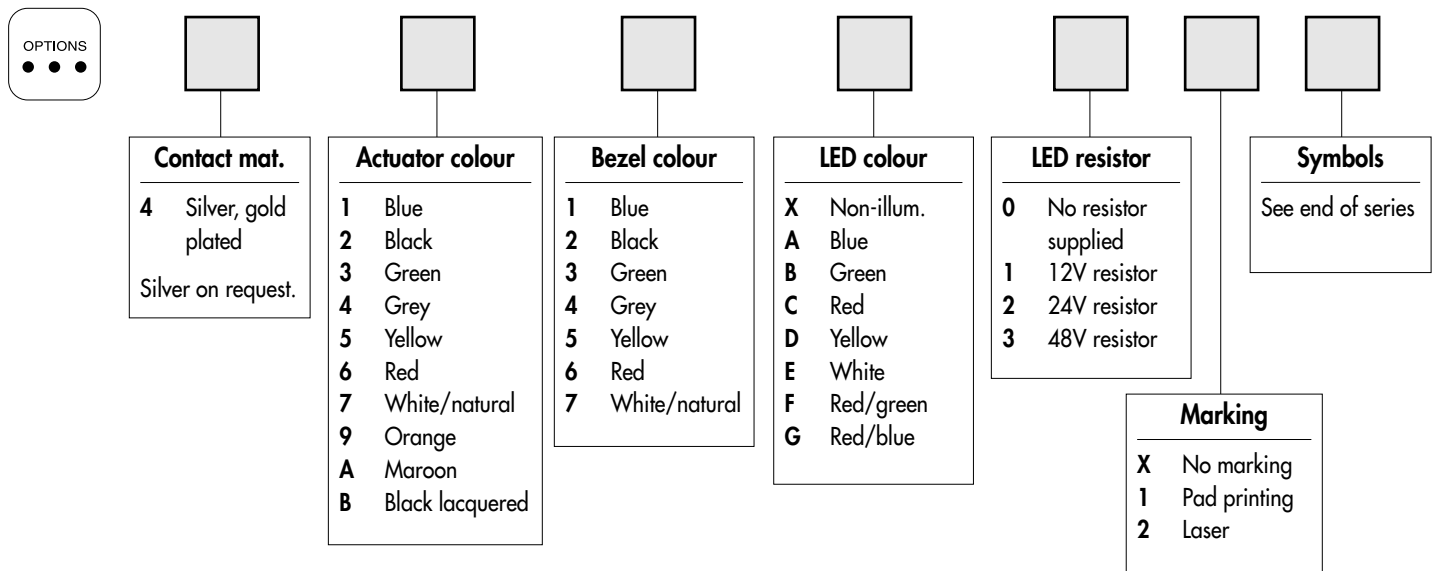 OPTIONS
Contact mat.
4 Silver, gold
plated
Silver on request.
Actuator colour
1 Blue
2 Black
3 Green
4 Grey
5 Yellow
6 Red
7 White/natural
9 Orange
A Maroon
B Black lacquered
Bezel colour
1 Blue
2 Black
3 Green
4 Grey
5 Yellow
6 Red
7 White/natural
LED colour
X Non-illum.
A Blue
B Green
C Red
D Yellow
E White
F Red/green
G Red/blue
LED resistor
0 No resistor
supplied
1 12V resistor
2 24V resistor
3 48V resistor
Marking
X No marking
1 Pad printing
2 Laser
Symbols
See end of series